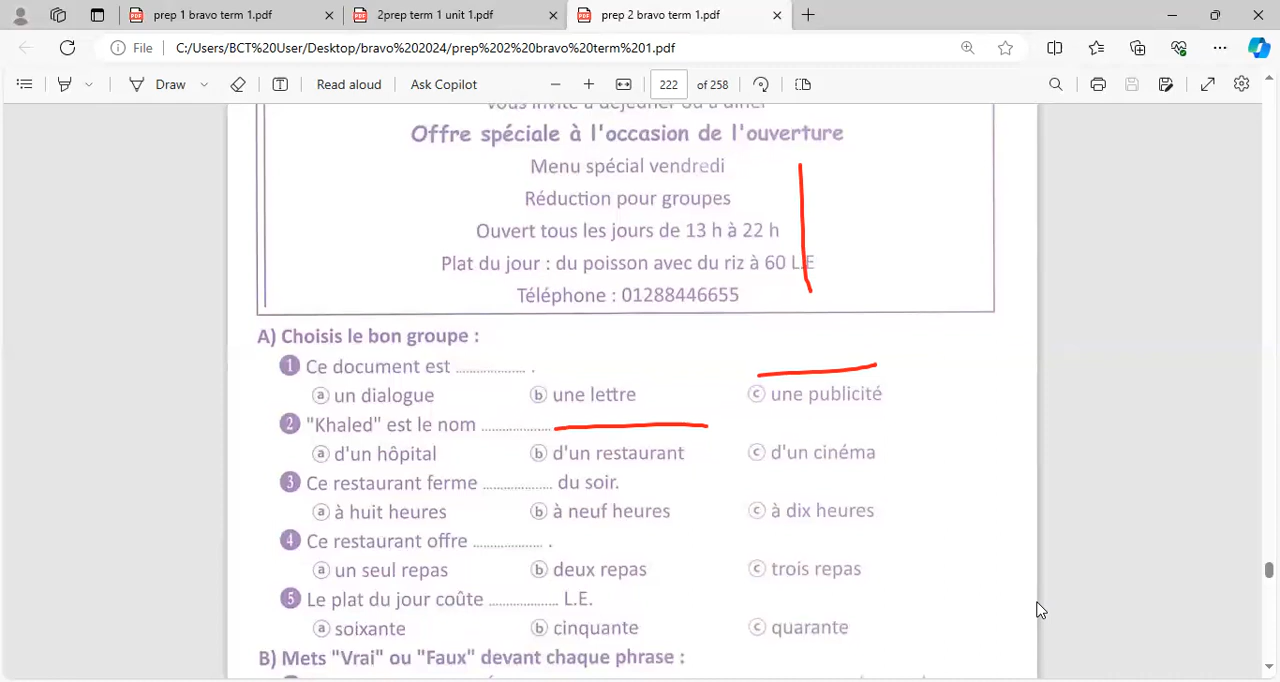 prep 1 bravo term 1.pdf
2prep term 1 unit 1.pdf
prep 2 bravo term 1.pdf
File C:/Users/BCT%20User/Desktop/bravo%202024/prep%202%20bravo%20term%201.pdf
Draw Read aloud Ask Copilot 222 of 258
vous invite à déjeuner ou à dîner
Offre spéciale à l'occasion de l'ouverture
Menu spécial vendredi
Réduction pour groupes
Ouvert tous les jours de 13 h à 22 h
Plat du jour : du poisson avec du riz à 60 L.E
Téléphone : 01288446655
A) Choisis le bon groupe :
1 Ce document est .................... .
a un dialogue b une lettre c une publicité
2 "Khaled" est le nom ....................
a d'un hôpital b d'un restaurant c d'un cinéma
3 Ce restaurant ferme .................... du soir.
a à huit heures b à neuf heures c à dix heures
4 Ce restaurant offre .................... .
a un seul repas b deux repas c trois repas
5 Le plat du jour coûte .................... L.E.
a soixante b cinquante c quarante
B) Mets "Vrai" ou "Faux" devant chaque phrase :